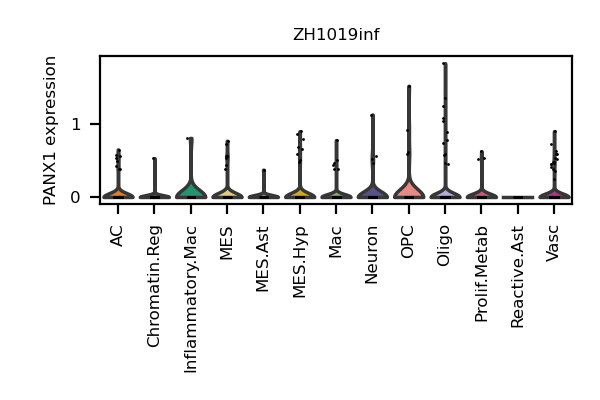 ZH1019inf
PANX1 expression
1
0
AC
Chromatin.Reg
Inflammatory.Mac
MES
MES.Ast
MES.Hyp
Mac
Neuron
OPC
Oligo
Prolif.Metab
Reactive.Ast
Vasc